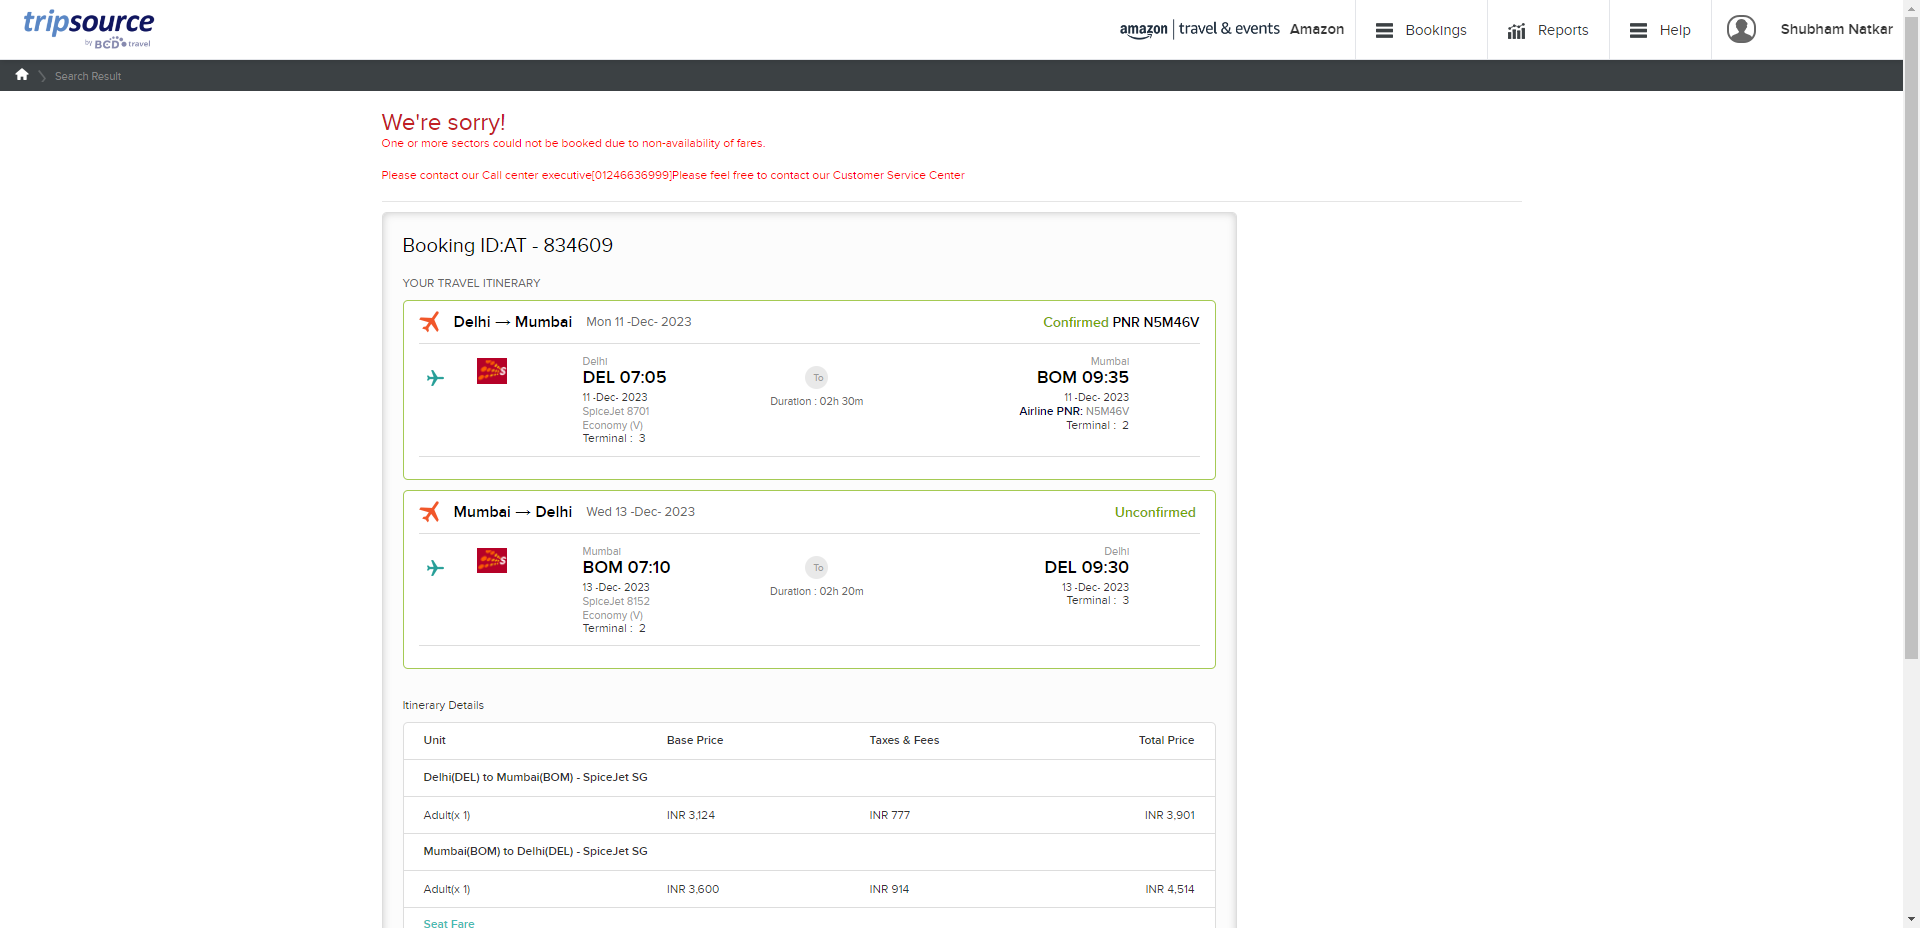 tripsource
by BCD travel
amazon | travel & events Amazon
Bookings
Reports
Help
Shubham Natkar
Search Result
We're sorry!
One or more sectors could not be booked due to non-availability of fares.
Please contact our Call center executive[01246636999]Please feel free to contact our Customer Service Center
Booking ID:AT - 834609
YOUR TRAVEL ITINERARY
Delhi → Mumbai Mon 11 -Dec- 2023 Confirmed PNR N5M46V
Delhi Mumbai
DEL 07:05 To BOM 09:35
11 -Dec- 2023 Duration : 02h 30m 11 -Dec- 2023
SpiceJet 8701 Airline PNR: N5M46V
Economy (V) Terminal : 2
Terminal : 3
Mumbai → Delhi Wed 13 -Dec- 2023 Unconfirmed
Mumbai Delhi
BOM 07:10 To DEL 09:30
13 -Dec- 2023 Duration : 02h 20m 13 -Dec- 2023
SpiceJet 8152 Terminal : 3
Economy (V)
Terminal : 2
Itinerary Details
Unit Base Price Taxes & Fees Total Price
Delhi(DEL) to Mumbai(BOM) - SpiceJet SG
Adult(x 1) INR 3,124 INR 777 INR 3,901
Mumbai(BOM) to Delhi(DEL) - SpiceJet SG
Adult(x 1) INR 3,600 INR 914 INR 4,514
Seat Fare